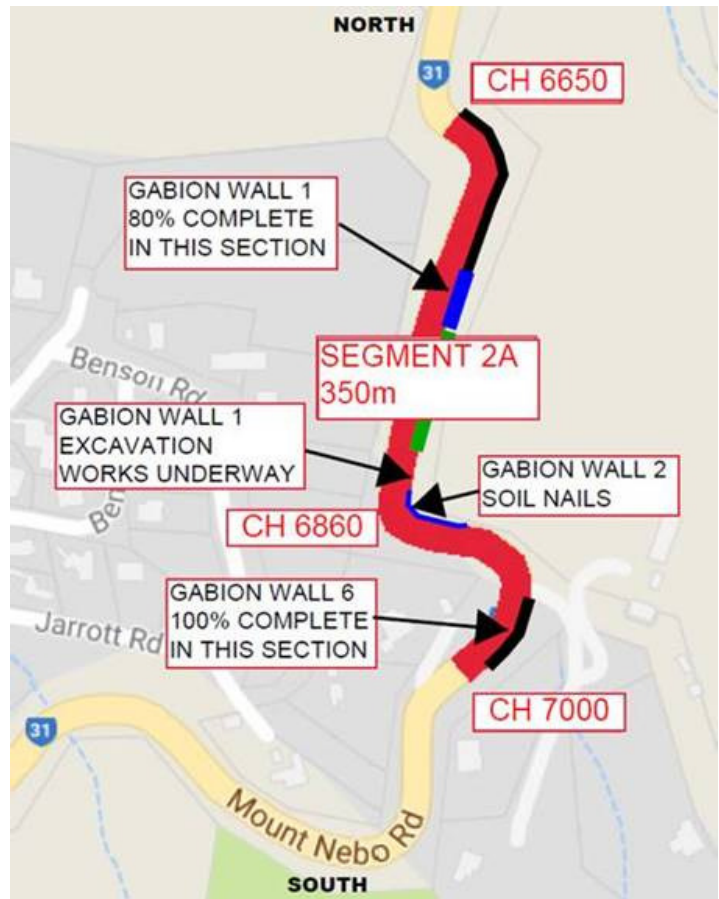 NORTH
31
CH 6650
GABION WALL 1
80% COMPLETE
IN THIS SECTION
SEGMENT 2A
350m
Benson Rd
GABION WALL 1
EXCAVATION
WORKS UNDERWAY
GABION WALL 2
SOIL NAILS
Ben
CH 6860
GABION WALL 6
100% COMPLETE
IN THIS SECTION
Jarrott Rd
CH 7000
31
Mount Nebo Rd
SOUTH